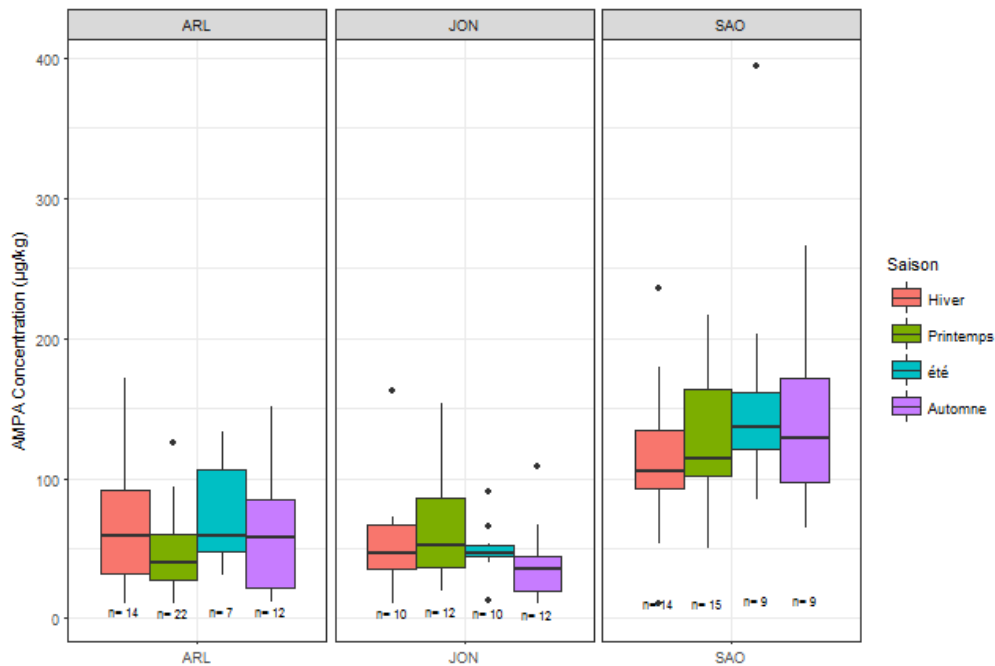 ARL JON SAO
400
300
200
100
0
AMPA Concentration (µg/kg)
n= 14 n= 22 n= 7 n= 12 n= 10 n= 12 n= 10 n= 12 n= 14 n= 15 n= 9 n= 9
ARL JON SAO
Saison
Hiver
Printemps
été
Automne